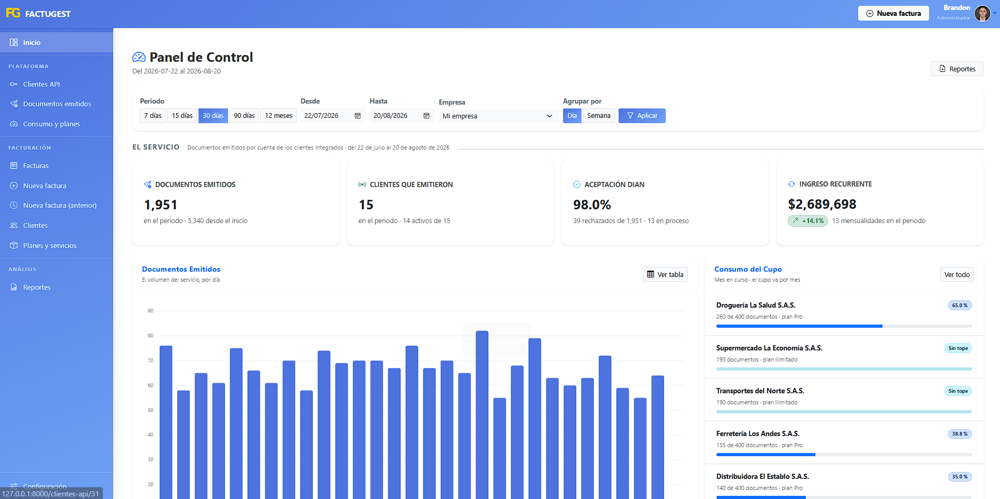 FG FACTUGEST
Nueva factura
Brandon
Administrador
Inicio
PLATAFORMA
Clientes API
Documentos emitidos
Consumo y planes
FACTURACIÓN
Facturas
Nueva factura
Nueva factura (anterior)
Clientes
Planes y servicios
ANÁLISIS
Reportes
Configuración
127.0.0.1:8000/clientes-api/31
Panel de Control
Del 2026-07-22 al 2026-08-20
Reportes
Periodo
7 días
15 días
30 días
90 días
12 meses
Desde
22/07/2026
Hasta
20/08/2026
Empresa
Mi empresa
Agrupar por
Día
Semana
Aplicar
EL SERVICIO Documentos emitidos por cuenta de los clientes integrados · del 22 de julio al 20 de agosto de 2026
DOCUMENTOS EMITIDOS
1,951
en el periodo · 5,340 desde el inicio
CLIENTES QUE EMITIERON
15
en el periodo · 14 activos de 15
ACEPTACIÓN DIAN
98.0%
39 rechazados de 1,951 · 13 en proceso
INGRESO RECURRENTE
$2,689,698
+14.1% 13 mensualidades en el periodo
Documentos Emitidos
El volumen del servicio, por día
Ver tabla
90
80
70
60
50
40
30
20
Consumo del Cupo
Mes en curso · el cupo va por mes
Ver todo
Droguería La Salud S.A.S.
65.0 %
260 de 400 documentos · plan Pro
Supermercado La Economía S.A.S.
Sin tope
193 documentos · plan Ilimitado
Transportes del Norte S.A.S.
Sin tope
190 documentos · plan Ilimitado
Ferretería Los Andes S.A.S.
38.8 %
155 de 400 documentos · plan Pro
Distribuidora El Establo S.A.S.
35.0 %
140 de 400 documentos · plan Pro